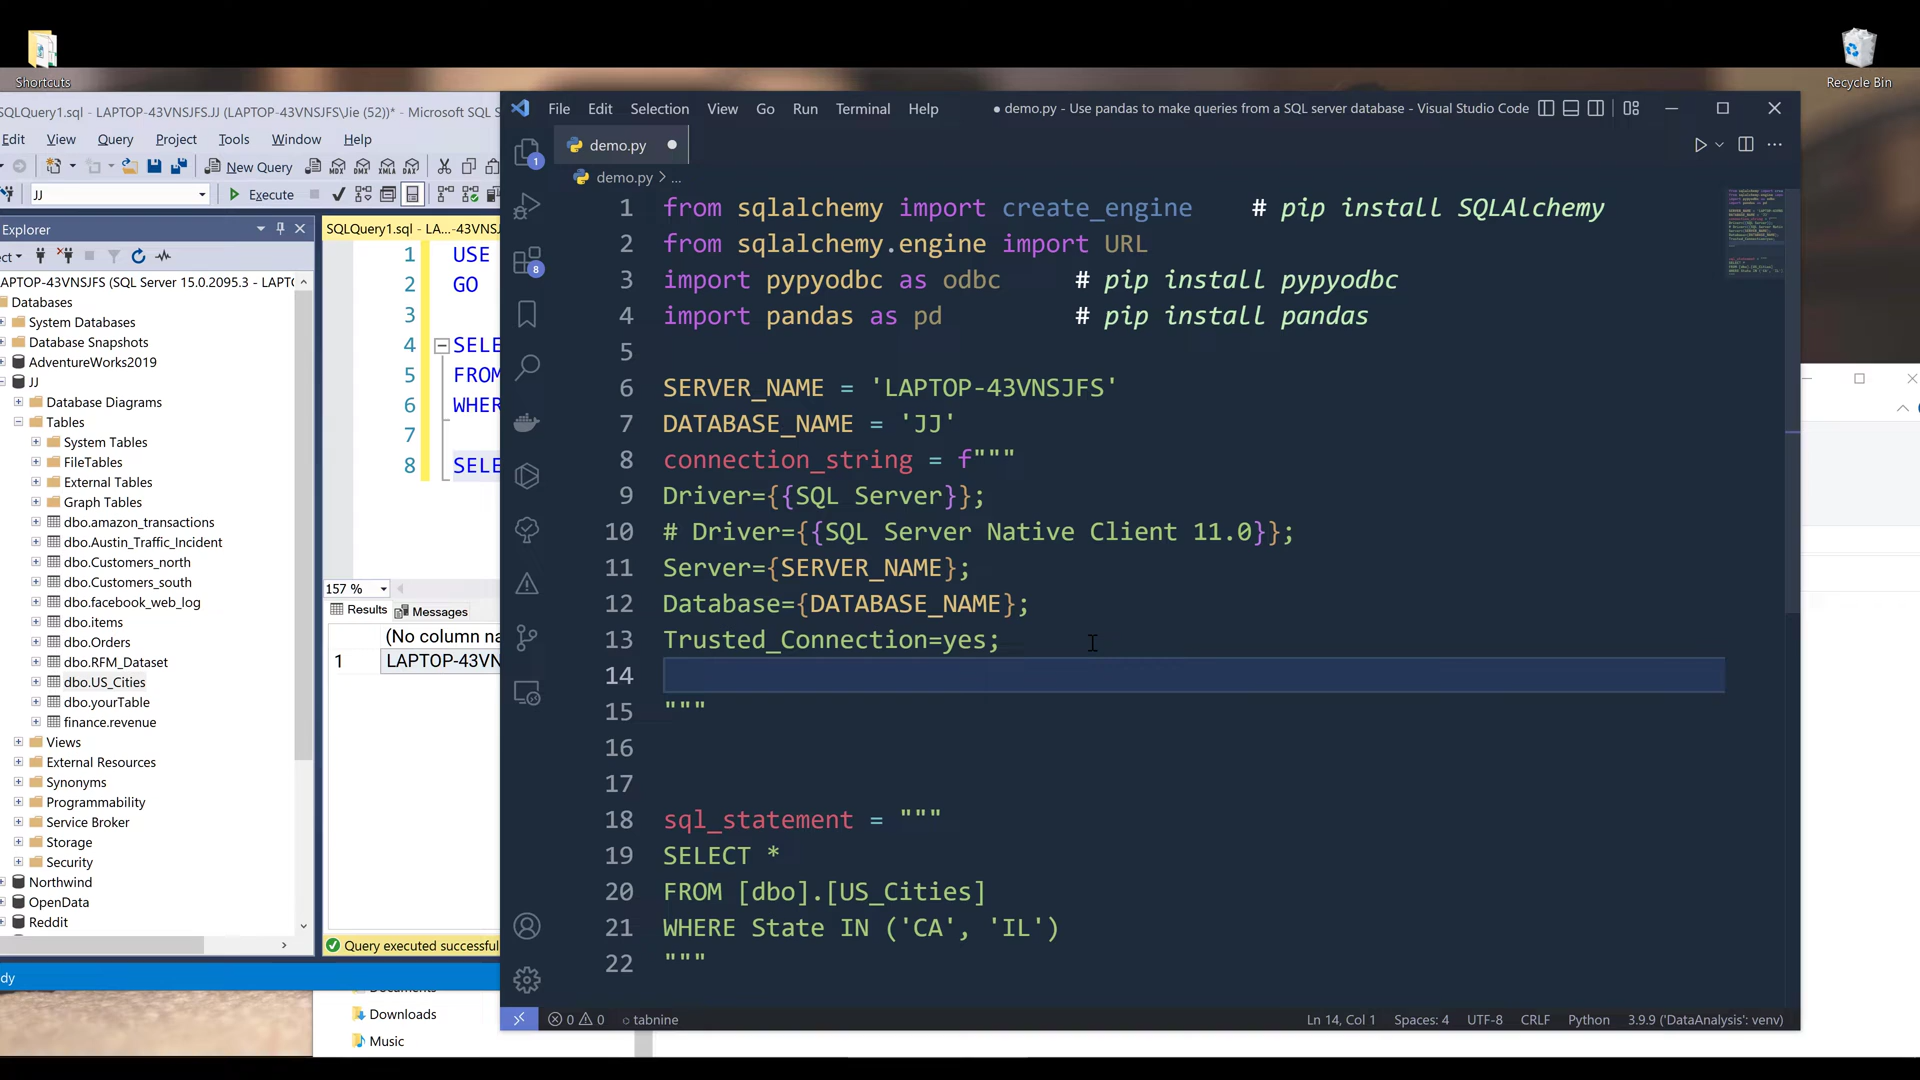 Shortcuts
Recycle Bin
SQLQuery1.sql - LAPTOP-43VNSJFS.JJ (LAPTOP-43VNSJFS\Jie (52))* - Microsoft SQL S
Edit View Query Project Tools Window Help
New Query
JJ
Execute
Explorer
LAPTOP-43VNSJFS (SQL Server 15.0.2095.3 - LAPT
Databases
System Databases
Database Snapshots
AdventureWorks2019
JJ
Database Diagrams
Tables
System Tables
FileTables
External Tables
Graph Tables
dbo.amazon_transactions
dbo.Austin_Traffic_Incident
dbo.Customers_north
dbo.Customers_south
dbo.facebook_web_log
dbo.items
dbo.Orders
dbo.RFM_Dataset
dbo.US_Cities
dbo.yourTable
finance.revenue
Views
External Resources
Synonyms
Programmability
Service Broker
Storage
Security
Northwind
OpenData
Reddit
SQLQuery1.sql - LA...-43VNSJ
1 USE
2 GO
3
4 SELE
5 FROM
6 WHER
7
8 SELE
157 %
Results Messages
(No column na
1 LAPTOP-43VN
Query executed successful
Downloads
Music
File Edit Selection View Go Run Terminal Help
● demo.py - Use pandas to make queries from a SQL server database - Visual Studio Code
demo.py
demo.py > ...
1
8
1 from sqlalchemy import create_engine # pip install SQLAlchemy
2 from sqlalchemy.engine import URL
3 import pypyodbc as odbc # pip install pypyodbc
4 import pandas as pd # pip install pandas
5
6 SERVER_NAME = 'LAPTOP-43VNSJFS'
7 DATABASE_NAME = 'JJ'
8 connection_string = f"""
9 Driver={{SQL Server}};
10 # Driver={{SQL Server Native Client 11.0}};
11 Server={SERVER_NAME};
12 Database={DATABASE_NAME};
13 Trusted_Connection=yes;
14
15 """
16
17
18 sql_statement = """
19 SELECT *
20 FROM [dbo].[US_Cities]
21 WHERE State IN ('CA', 'IL')
22 """
0 0 tabnine
Ln 14, Col 1 Spaces: 4 UTF-8 CRLF Python 3.9.9 ('DataAnalysis': venv)